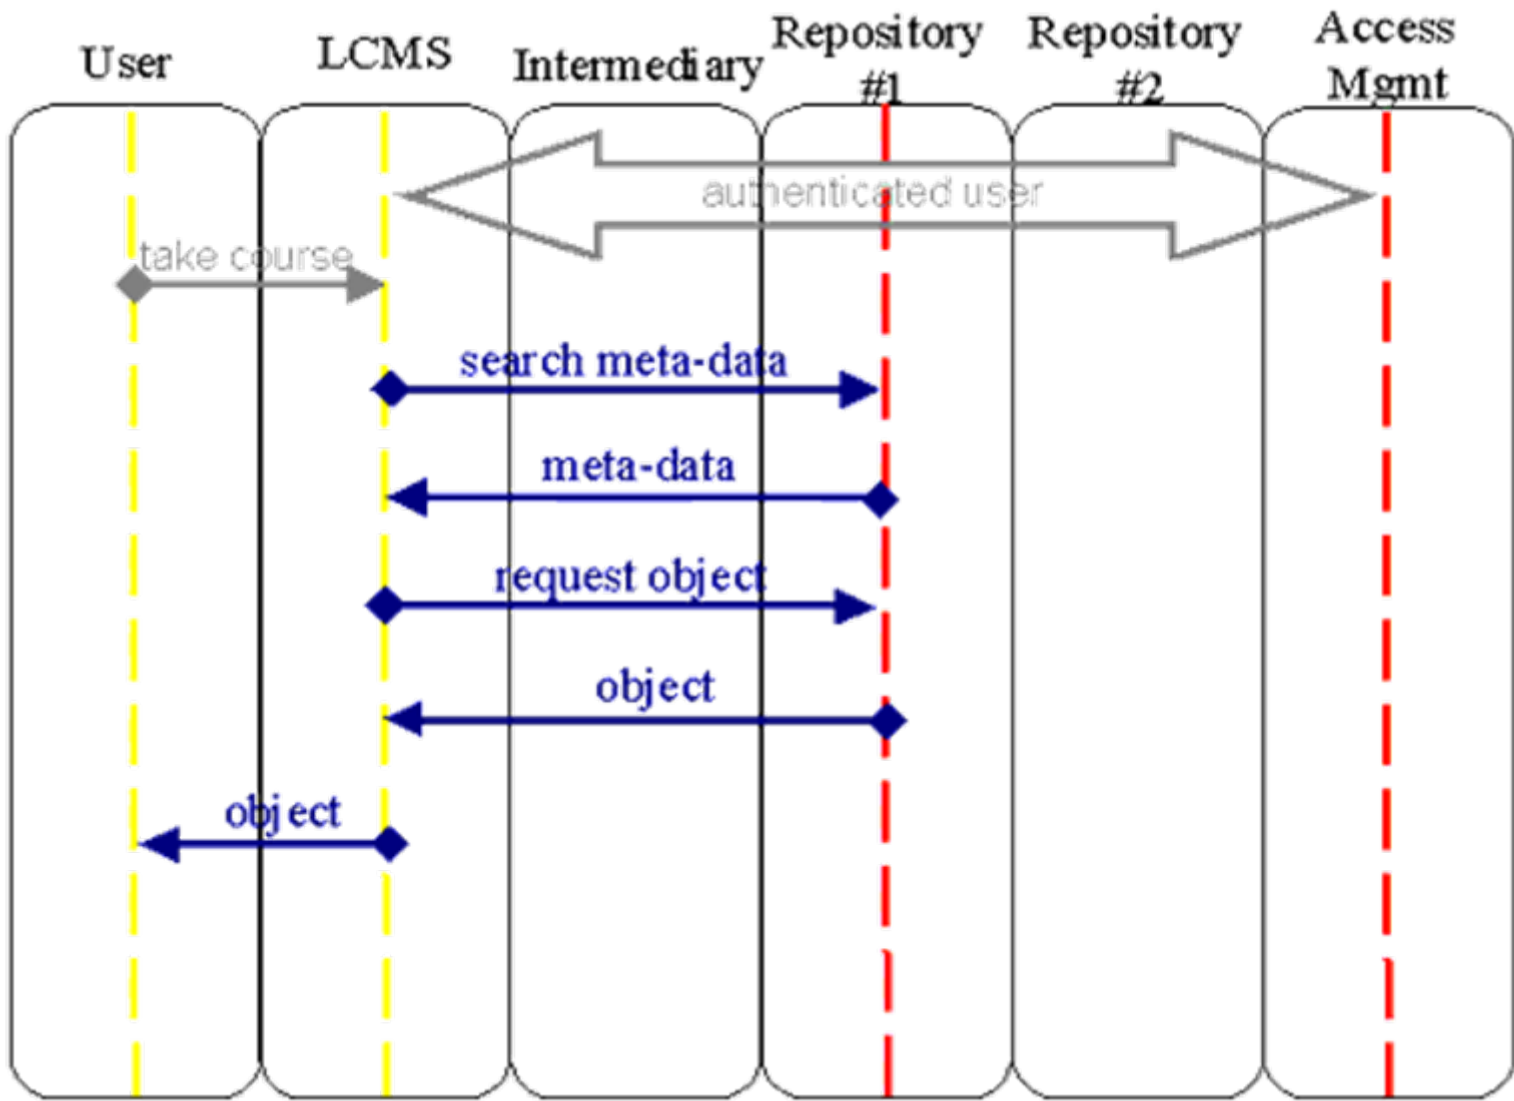 User
LCMS
Intermediary
Repository
#1
Repository
#2
Access
Mgmt
authenticated user
take course
search meta-data
meta-data
request object
object
object